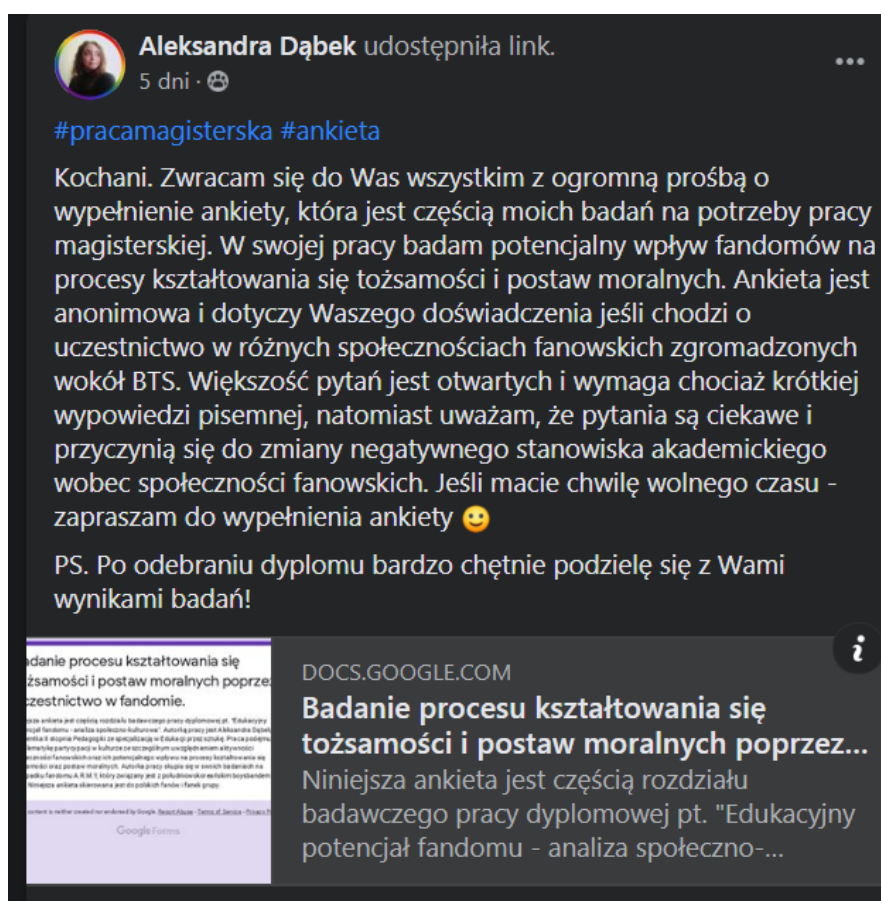 Aleksandra Dąbek udostępniła link.
5 dni ·
#pracamagisterska #ankieta
Kochani. Zwracam się do Was wszystkim z ogromną prośbą o
wypełnienie ankiety, która jest częścią moich badań na potrzeby pracy
magisterskiej. W swojej pracy badam potencjalny wpływ fandomów na
procesy kształtowania się tożsamości i postaw moralnych. Ankieta jest
anonimowa i dotyczy Waszego doświadczenia jeśli chodzi o
uczestnictwo w różnych społecznościach fanowskich zgromadzonych
wokół BTS. Większość pytań jest otwartych i wymaga chociaż krótkiej
wypowiedzi pisemnej, natomiast uważam, że pytania są ciekawe i
przyczynią się do zmiany negatywnego stanowiska akademickiego
wobec społeczności fanowskich. Jeśli macie chwilę wolnego czasu -
zapraszam do wypełnienia ankiety 🙂
PS. Po odebraniu dyplomu bardzo chętnie podzielę się z Wami
wynikami badań!
adanie procesu kształtowania się
żsamości i postaw moralnych poprzez
czestnictwo w fandomie.
Google Forms
DOCS.GOOGLE.COM
Badanie procesu kształtowania się
tożsamości i postaw moralnych poprzez...
Niniejsza ankieta jest częścią rozdziału
badawczego pracy dyplomowej pt. "Edukacyjny
potencjał fandomu - analiza społeczno-...